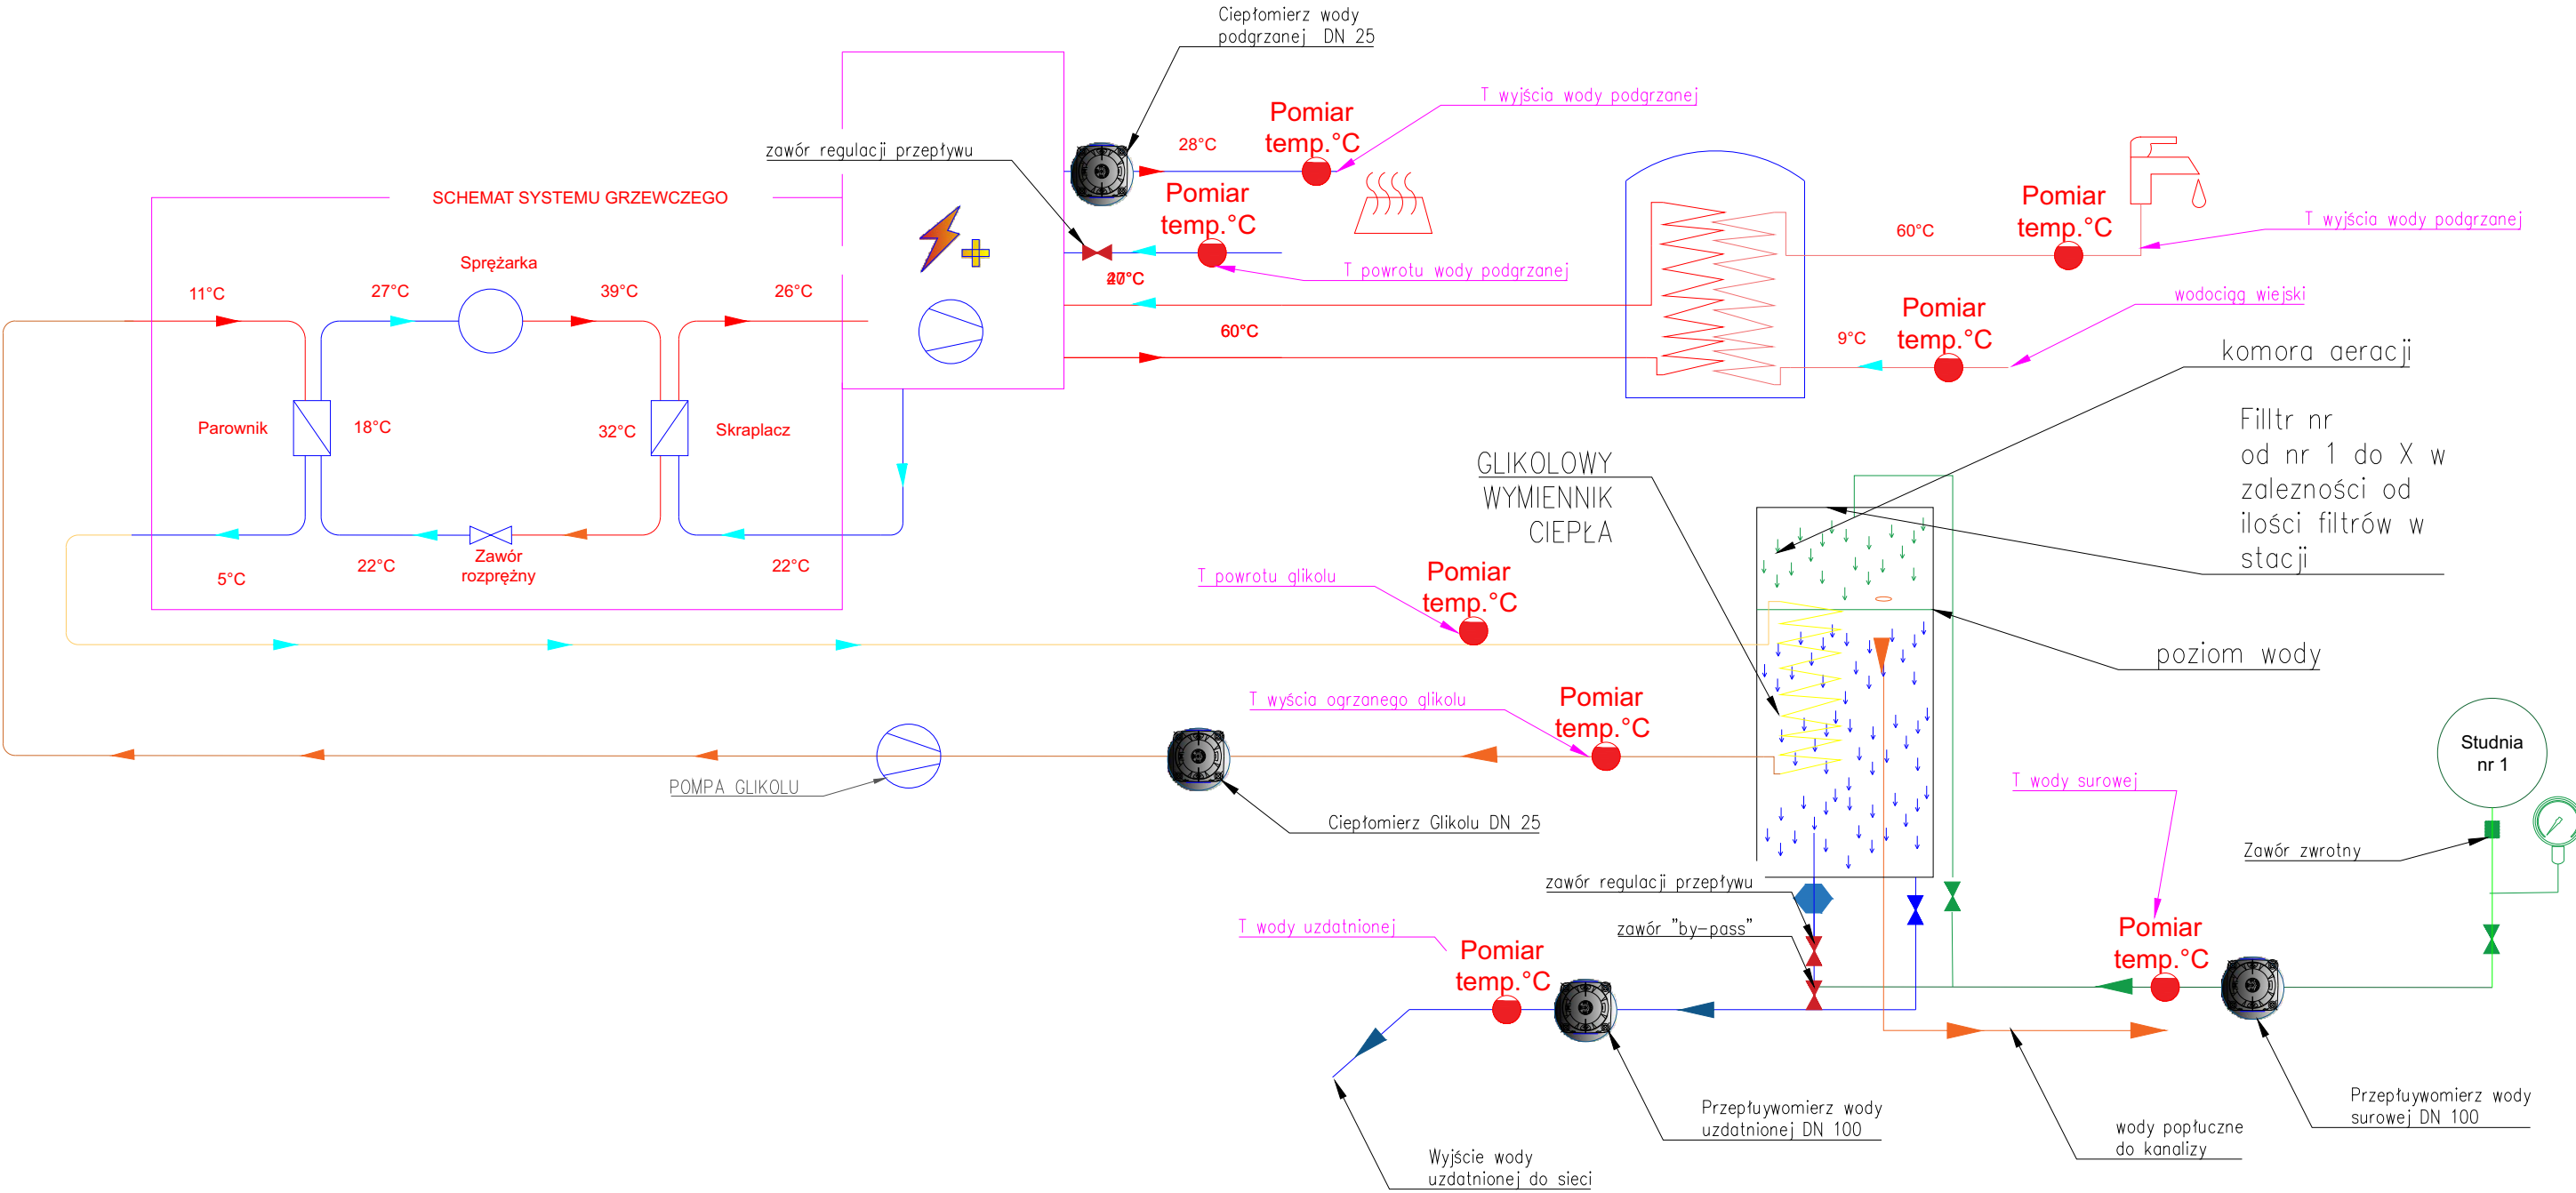 Ciepłomierz wody
podgrzanej DN 25
T wyjścia wody podgrzanej
Pomiar
temp.°C
28°C
zawór regulacji przepływu
Pomiar
temp.°C
T powrotu wody podgrzanej
60°C
SCHEMAT SYSTEMU GRZEWCZEGO
Sprężarka
11°C
27°C
39°C
26°C
Parownik
18°C
32°C
Skraplacz
5°C
22°C
Zawór
rozprężny
22°C
60°C
Pomiar
temp.°C
T wyjścia wody podgrzanej
wodociąg wiejski
9°C
Pomiar
temp.°C
komora aeracji
Filltr nr
od nr 1 do X w
zalezności od
ilości filtrów w
stacji
GLIKOLOWY
WYMIENNIK
CIEPŁA
T powrotu glikolu
Pomiar
temp.°C
poziom wody
T wyścia ogrzanego glikolu
Pomiar
temp.°C
POMPA GLIKOLU
Ciepłomierz Glikolu DN 25
Studnia
nr 1
T wody surowej
Zawór zwrotny
zawór regulacji przepływu
zawór "by-pass"
T wody uzdatnionej
Pomiar
temp.°C
Pomiar
temp.°C
Przepłuywomierz wody
uzdatnionej DN 100
Przepłuywomierz wody
surowej DN 100
wody popłuczne
do kanalizy
Wyjście wody
uzdatnionej do sieci